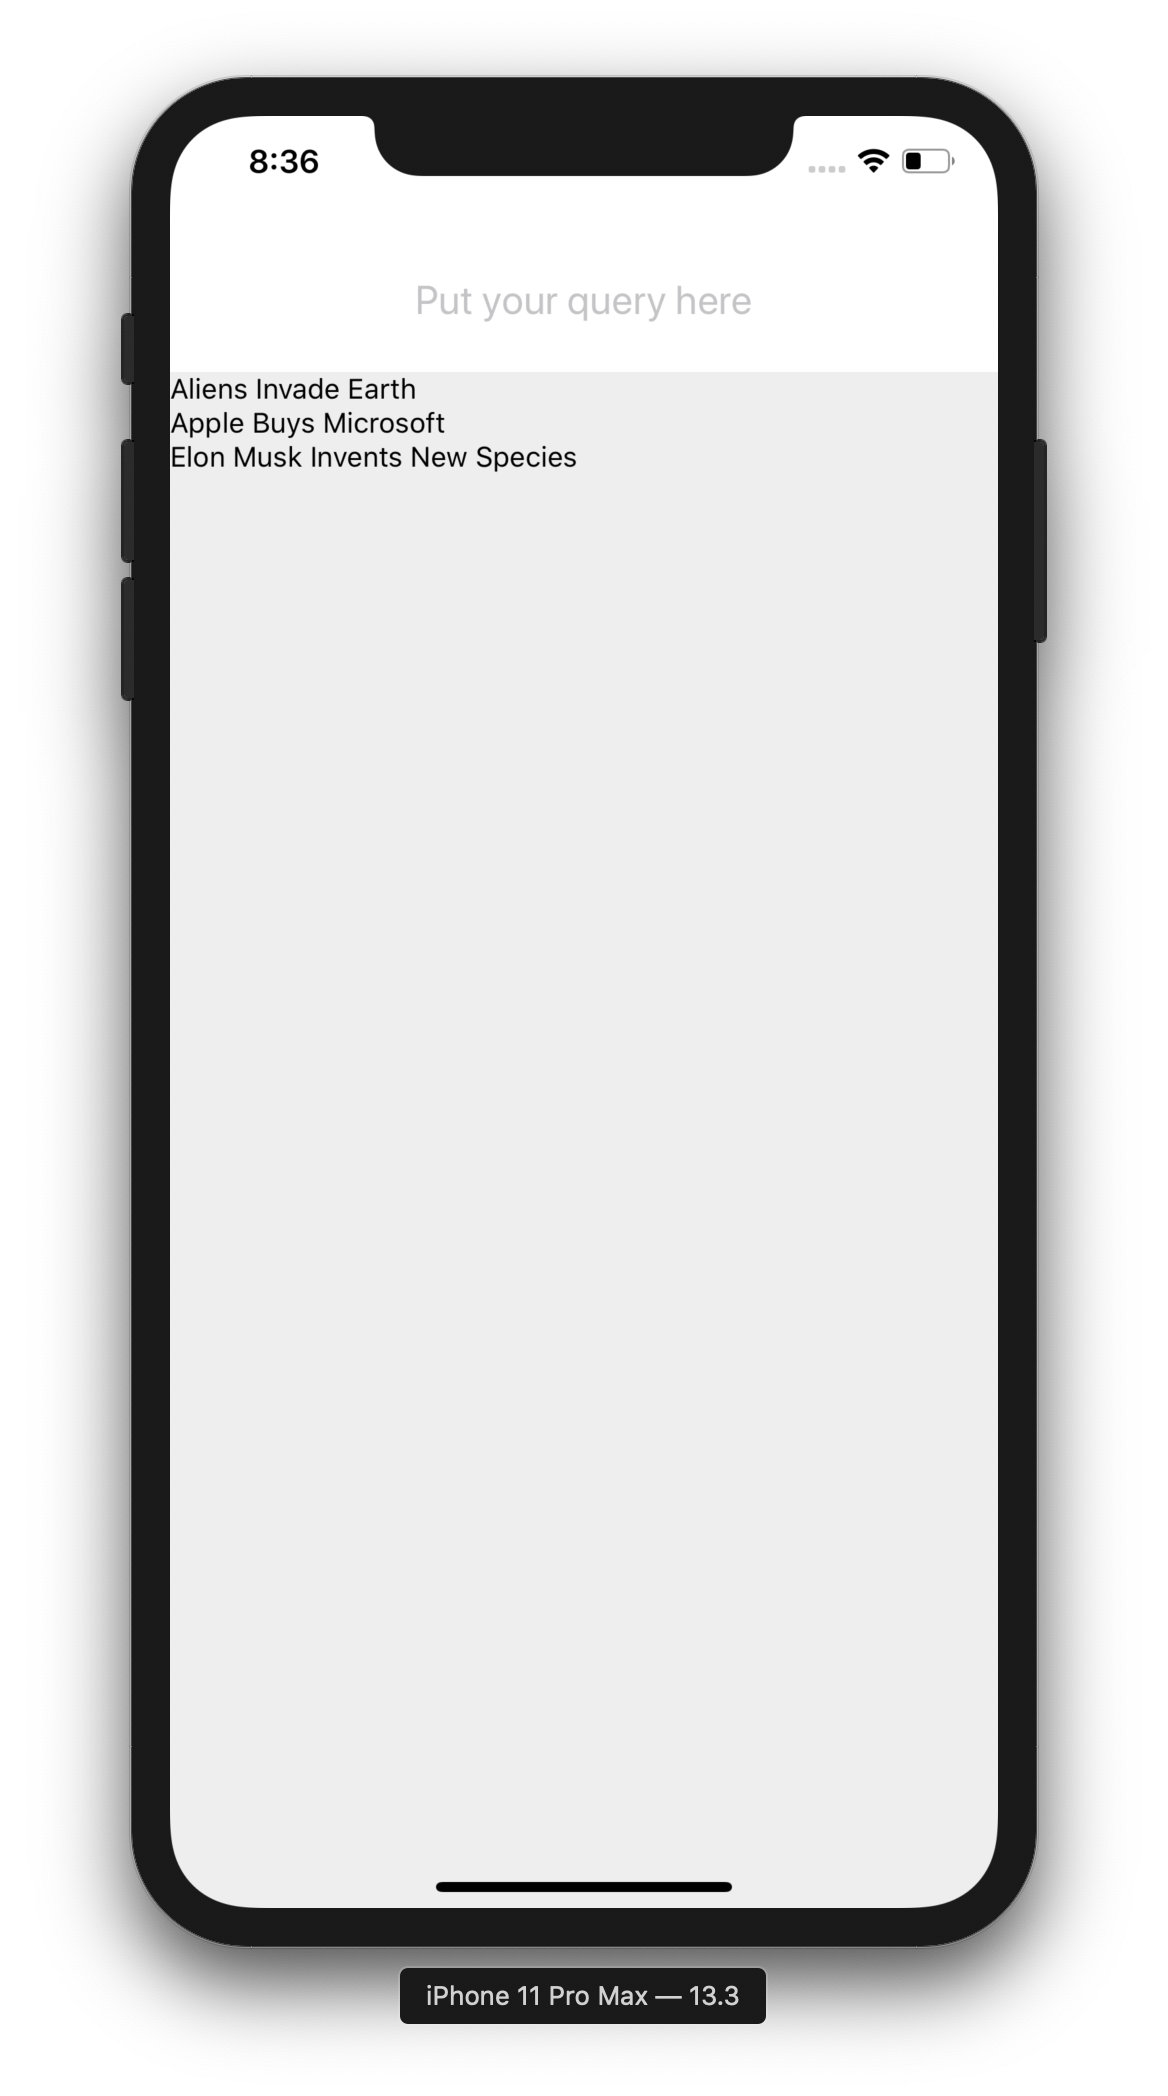 8:36
Put your query here
Aliens Invade Earth
Apple Buys Microsoft
Elon Musk Invents New Species
iPhone 11 Pro Max — 13.3